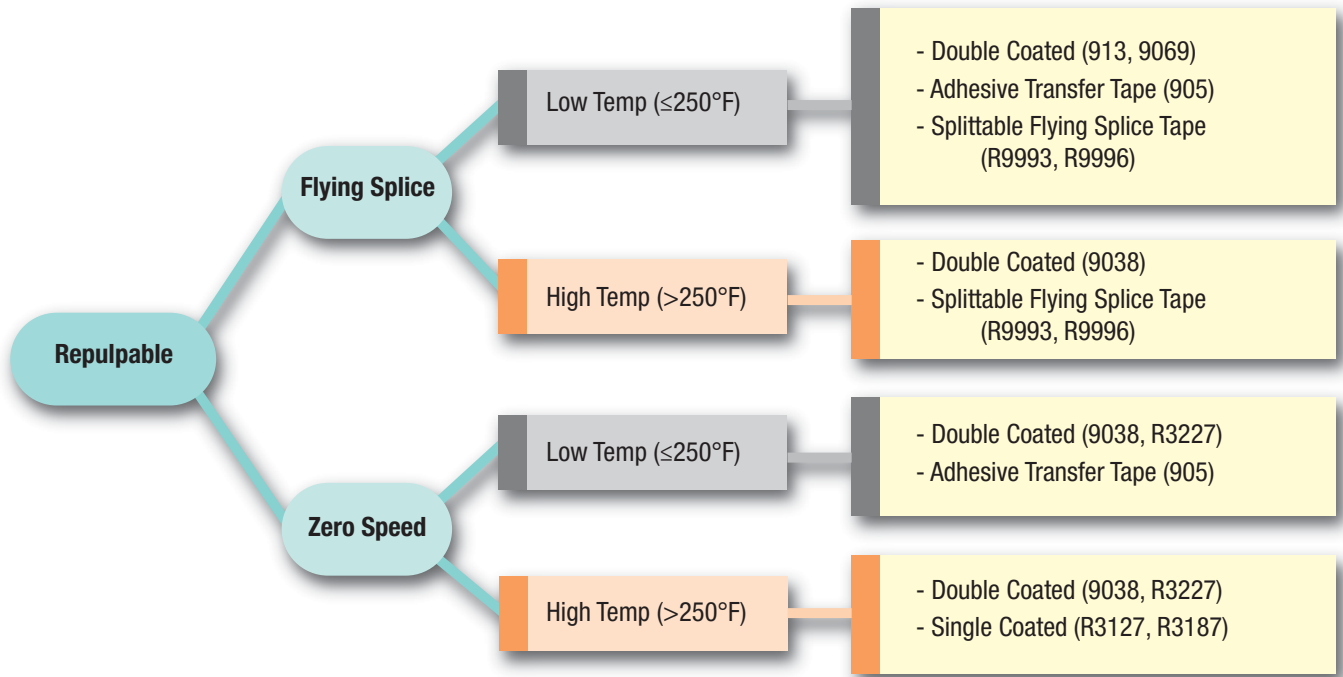 Repulpable
Flying Splice
Low Temp (≤250°F)
- Double Coated (913, 9069)
- Adhesive Transfer Tape (905)
- Splittable Flying Splice Tape
(R9993, R9996)
High Temp (>250°F)
- Double Coated (9038)
- Splittable Flying Splice Tape
(R9993, R9996)
Zero Speed
Low Temp (≤250°F)
- Double Coated (9038, R3227)
- Adhesive Transfer Tape (905)
High Temp (>250°F)
- Double Coated (9038, R3227)
- Single Coated (R3127, R3187)